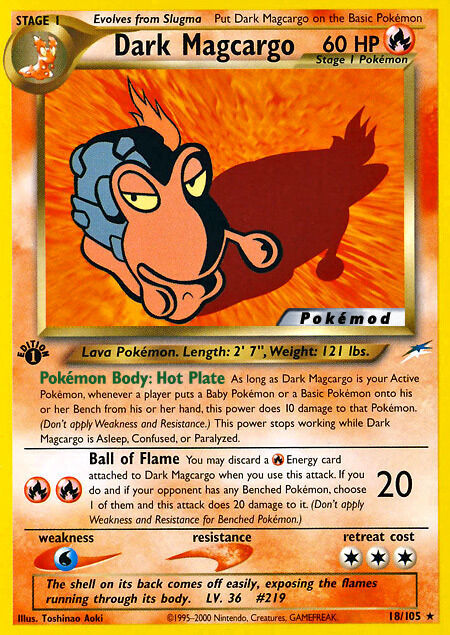 STAGE 1 Evolves from Slugma Put Dark Magcargo on the Basic Pokémon
Dark Magcargo 60 HP
Stage 1 Pokémon
Pokémod
EDITION 1
Lava Pokémon. Length: 2' 7", Weight: 121 lbs.
Pokémon Body: Hot Plate As long as Dark Magcargo is your Active
Pokémon, whenever a player puts a Baby Pokémon or a Basic Pokémon onto his
or her Bench from his or her hand, this power does 10 damage to that Pokémon.
(Don't apply Weakness and Resistance.) This power stops working while Dark
Magcargo is Asleep, Confused, or Paralyzed.
Ball of Flame You may discard a Energy card
attached to Dark Magcargo when you use this attack. If you
do and if your opponent has any Benched Pokémon, choose
1 of them and this attack does 20 damage to it. (Don't apply
Weakness and Resistance for Benched Pokémon.)
20
weakness resistance retreat cost
The shell on its back comes off easily, exposing the flames
running through its body. LV. 36 #219
Illus. Toshinao Aoki ©1995-2000 Nintendo, Creatures, GAMEFREAK. 18/105 ★